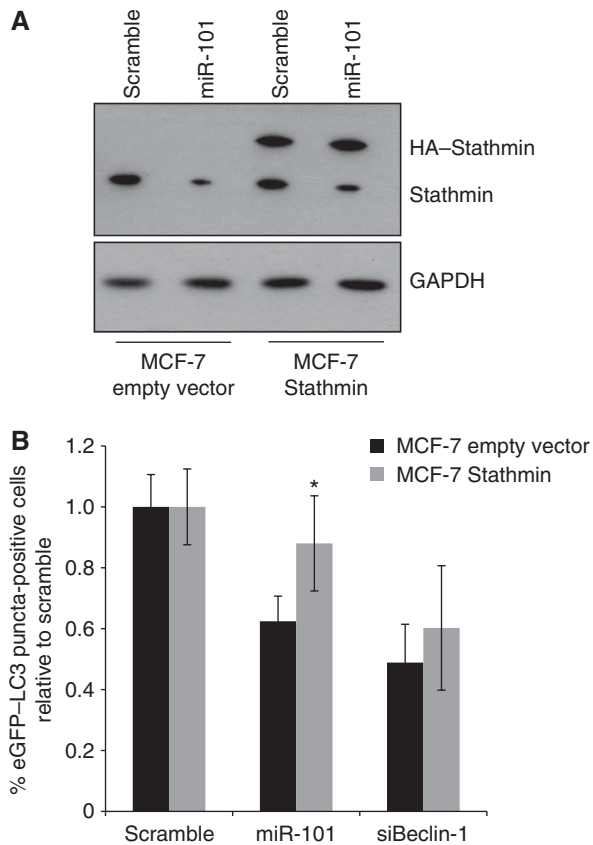 A
Scramble
miR-101
Scramble
miR-101
HA–Stathmin
Stathmin
GAPDH
MCF-7
empty vector
MCF-7
Stathmin
B
% eGFP–LC3 puncta-positive cells
relative to scramble
1.2
1.0
0.8
0.6
0.4
0.2
0
MCF-7 empty vector
MCF-7 Stathmin
*
Scramble
miR-101
siBeclin-1